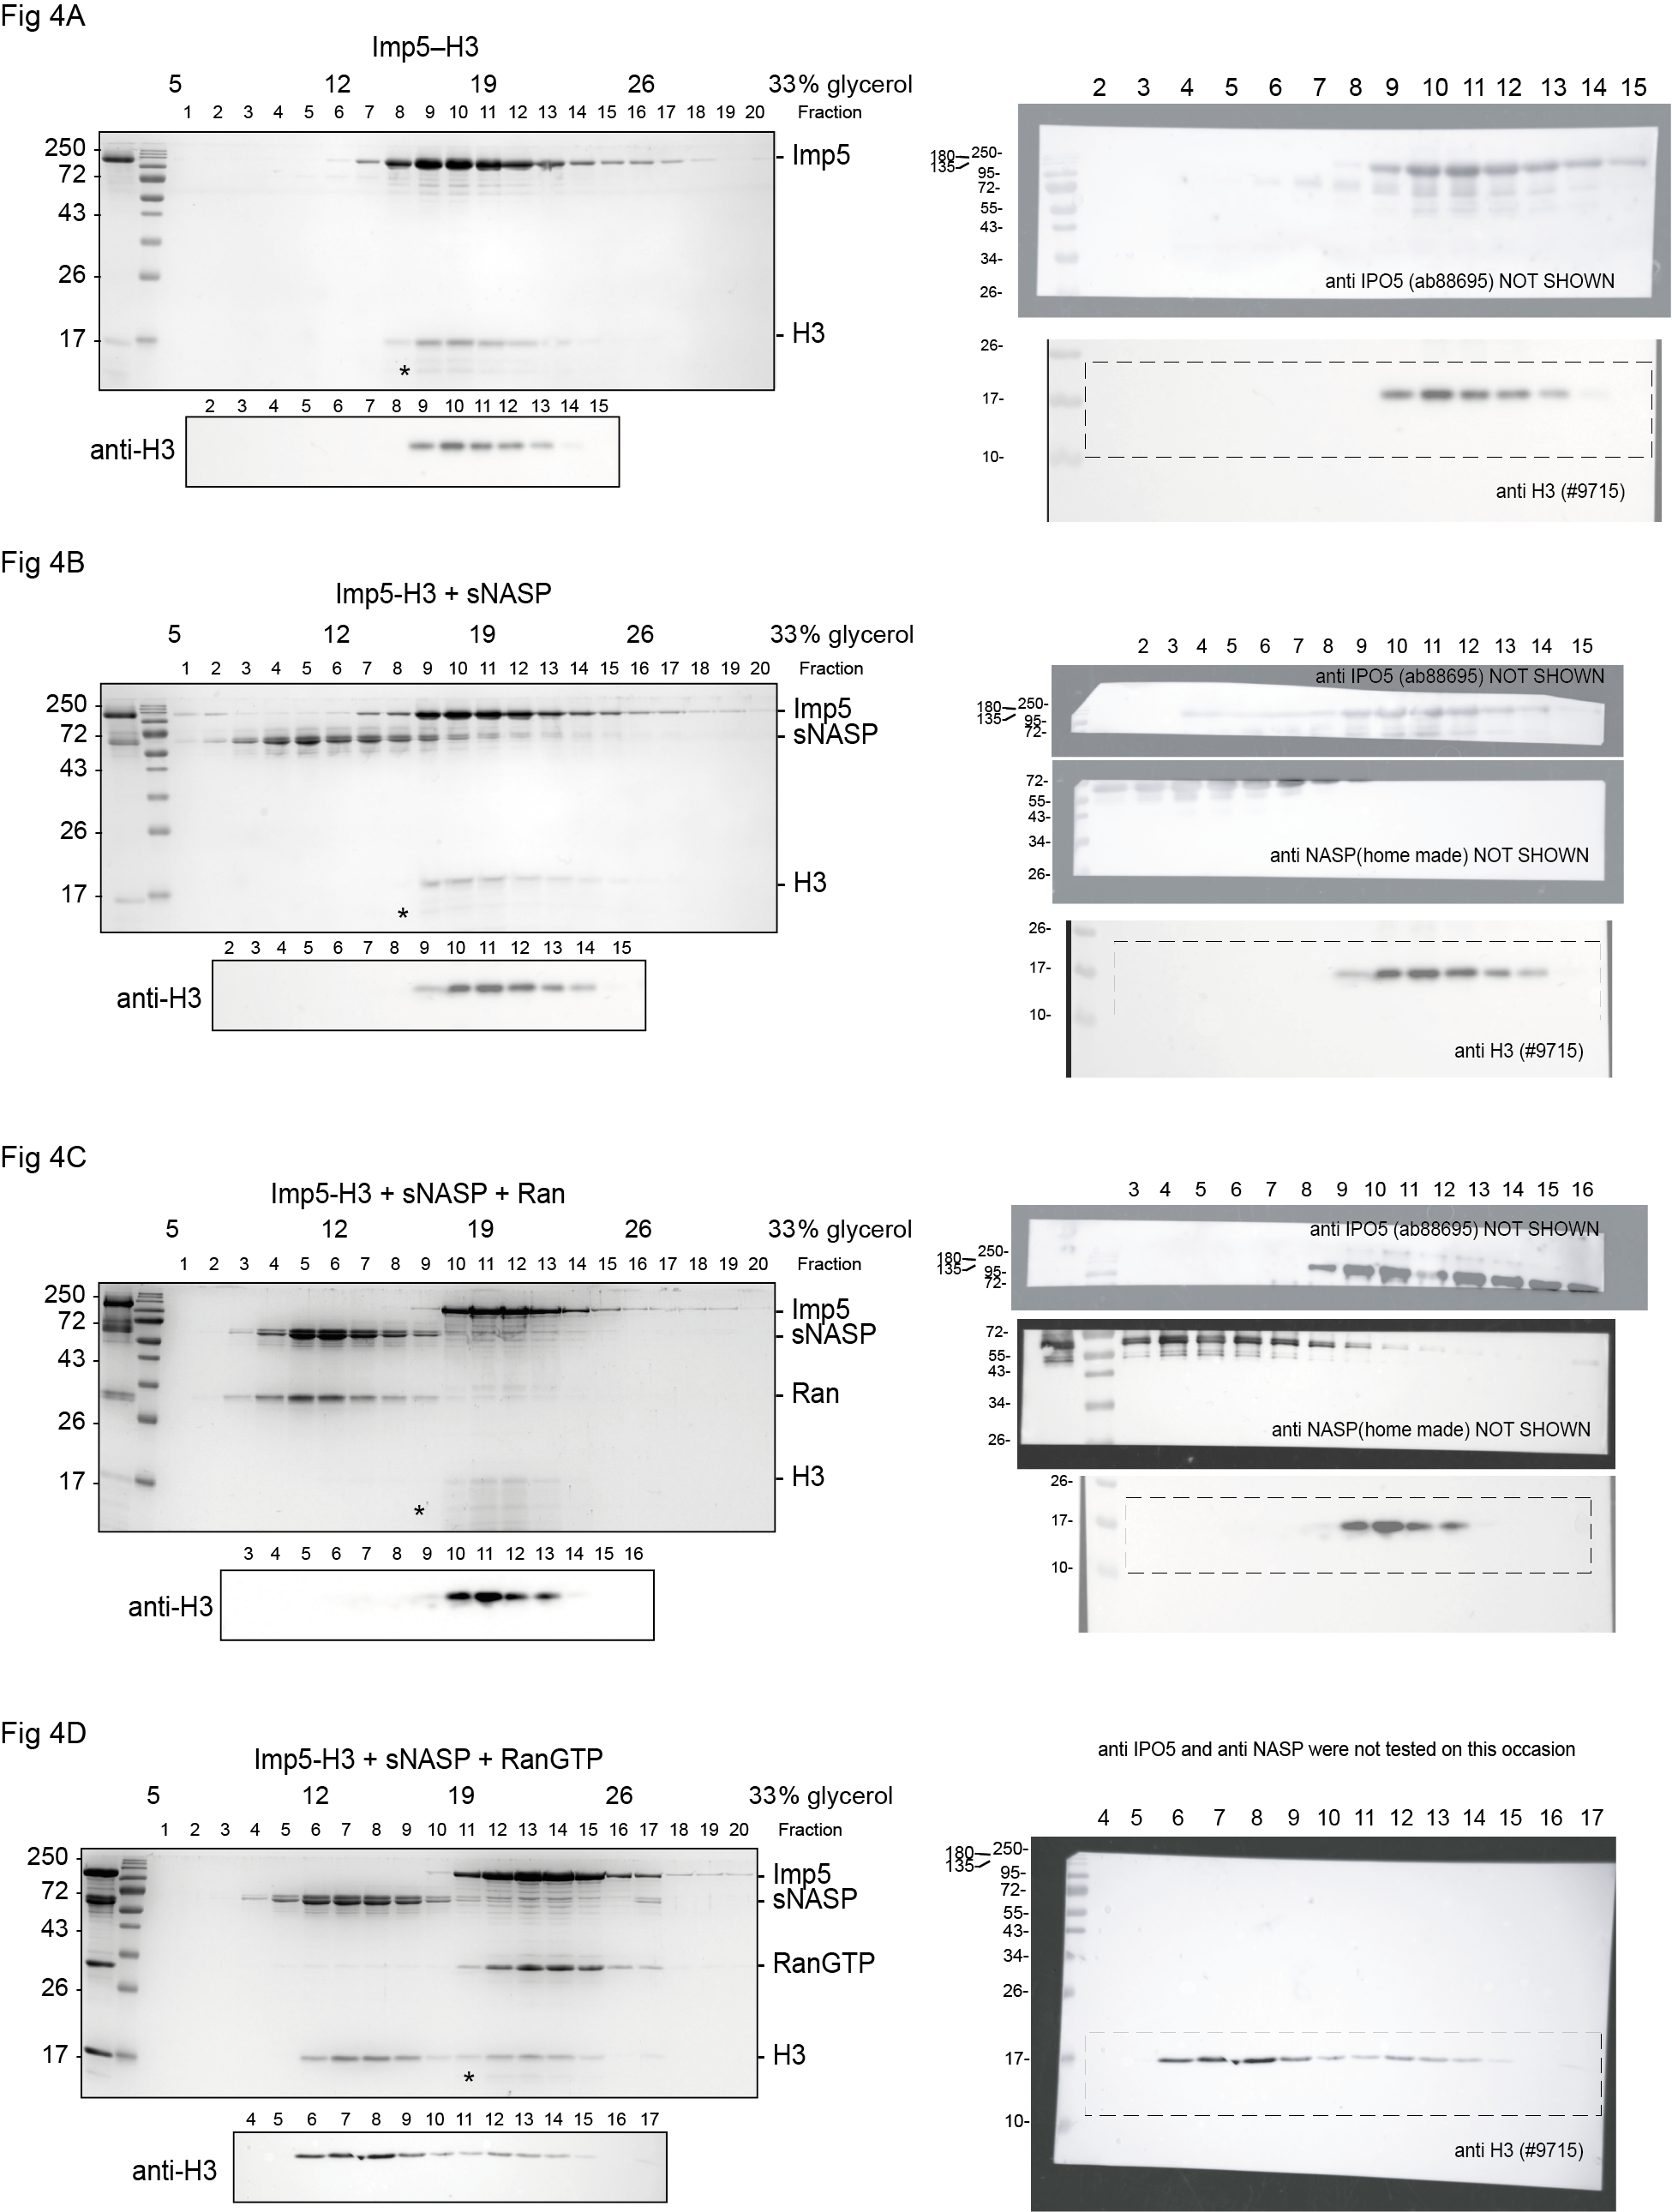 Fig 4A
Imp5–H3
5 12 19 26 33% glycerol
1 2 3 4 5 6 7 8 9 10 11 12 13 14 15 16 17 18 19 20 Fraction
250
72
43
26
17
Imp5
H3
*
2 3 4 5 6 7 8 9 10 11 12 13 14 15
anti-H3
2 3 4 5 6 7 8 9 10 11 12 13 14 15
180
135
250-
95-
72-
55-
43-
34-
26-
anti IPO5 (ab88695) NOT SHOWN
26-
17-
10-
anti H3 (#9715)
Fig 4B
Imp5-H3 + sNASP
5 12 19 26 33% glycerol
1 2 3 4 5 6 7 8 9 10 11 12 13 14 15 16 17 18 19 20 Fraction
250
72
43
26
17
Imp5
sNASP
H3
*
2 3 4 5 6 7 8 9 10 11 12 13 14 15
anti-H3
2 3 4 5 6 7 8 9 10 11 12 13 14 15
anti IPO5 (ab88695) NOT SHOWN
180
135
250-
95-
72-
72-
55-
43-
34-
26-
anti NASP(home made) NOT SHOWN
26-
17-
10-
anti H3 (#9715)
Fig 4C
Imp5-H3 + sNASP + Ran
5 12 19 26 33% glycerol
1 2 3 4 5 6 7 8 9 10 11 12 13 14 15 16 17 18 19 20 Fraction
250
72
43
26
17
Imp5
sNASP
Ran
H3
*
3 4 5 6 7 8 9 10 11 12 13 14 15 16
anti-H3
3 4 5 6 7 8 9 10 11 12 13 14 15 16
anti IPO5 (ab88695) NOT SHOWN
180
135
250-
95-
72-
72-
55-
43-
34-
26-
anti NASP(home made) NOT SHOWN
26-
17-
10-
Fig 4D
Imp5-H3 + sNASP + RanGTP
5 12 19 26 33% glycerol
1 2 3 4 5 6 7 8 9 10 11 12 13 14 15 16 17 18 19 20 Fraction
250
72
43
26
17
Imp5
sNASP
RanGTP
H3
*
4 5 6 7 8 9 10 11 12 13 14 15 16 17
anti-H3
anti IPO5 and anti NASP were not tested on this occasion
4 5 6 7 8 9 10 11 12 13 14 15 16 17
180
135
250-
95-
72-
55-
43-
34-
26-
17-
10-
anti H3 (#9715)